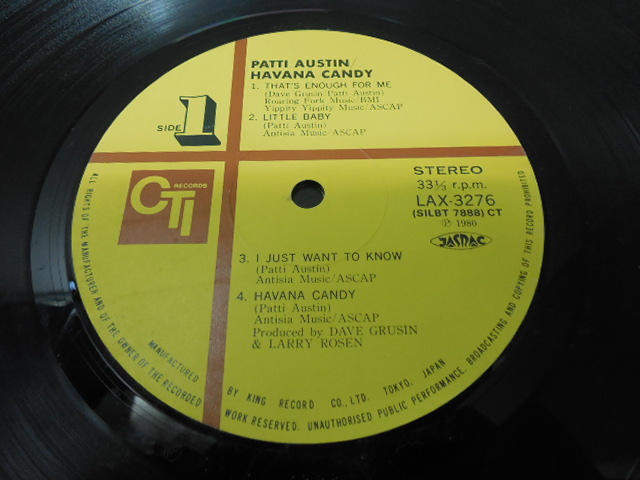 PATTI AUSTIN/
HAVANA CANDY
1. THAT'S ENOUGH FOR ME
(Dave Grusin/Patti Austin)
Roaring Fork Music/BMI
Yippity Yippity Music/ASCAP
2. LITTLE BABY
(Patti Austin)
Antisia Music/ASCAP
SIDE 1
CTI RECORDS
STEREO
33⅓ r.p.m.
LAX-3276
(SILBT 7888) CT
℗ 1980
JASRAC
3. I JUST WANT TO KNOW
(Patti Austin)
Antisia Music/ASCAP
4. HAVANA CANDY
(Patti Austin)
Antisia Music/ASCAP
Produced by DAVE GRUSIN
& LARRY ROSEN
MANUFACTURED BY KING RECORD CO., LTD. TOKYO, JAPAN
ALL RIGHTS OF THE MANUFACTURER AND OF THE OWNER OF THE RECORDED WORK RESERVED. UNAUTHORISED PUBLIC PERFORMANCE, BROADCASTING AND COPYING OF THIS RECORD PROHIBITED